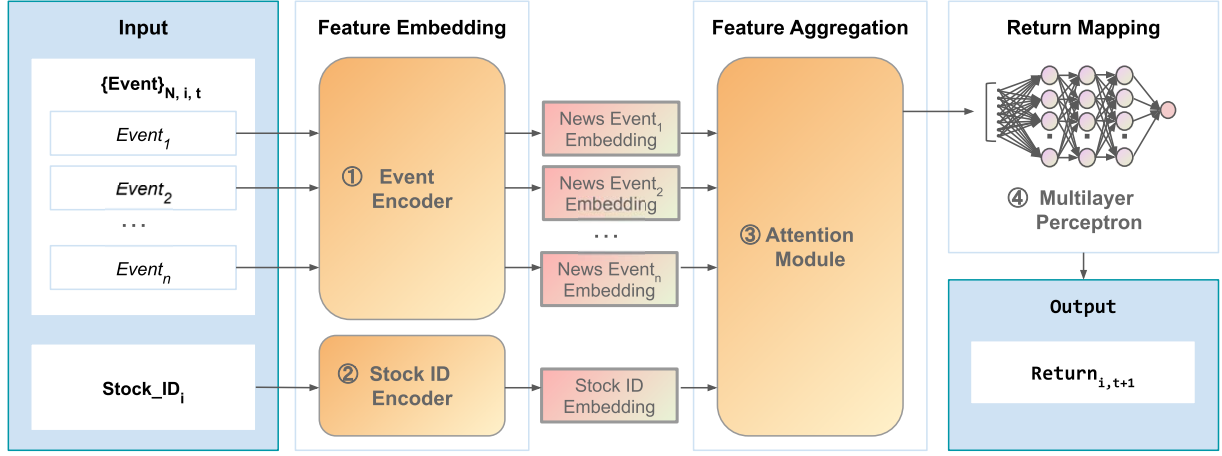 Input
{Event}N, i, t
Event1
Event2
...
Eventn
Stock_IDi
Feature Embedding
① Event
Encoder
② Stock ID
Encoder
News Event1
Embedding
News Event2
Embedding
...
News Eventn
Embedding
Stock ID
Embedding
Feature Aggregation
③ Attention
Module
Return Mapping
④ Multilayer
Perceptron
Output
Returni,t+1